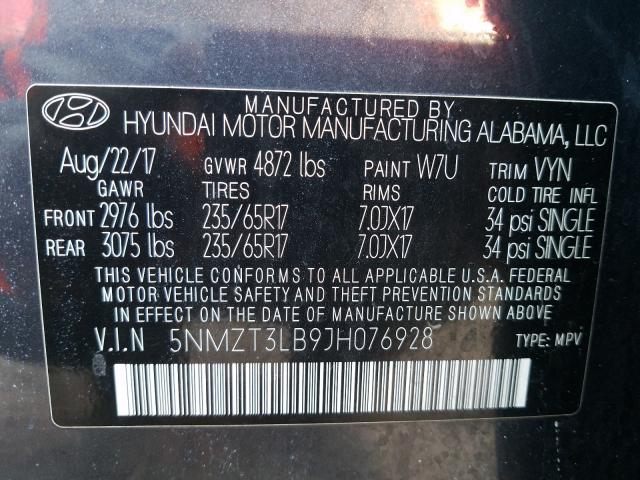 MANUFACTURED BY
HYUNDAI MOTOR MANUFACTURING ALABAMA, LLC
Aug/22/17 GVWR 4872 lbs PAINT W7U TRIM VYN
GAWR TIRES RIMS COLD TIRE INFL
FRONT 2976 lbs 235/65R17 7.0JX17 34 psi SINGLE
REAR 3075 lbs 235/65R17 7.0JX17 34 psi SINGLE
THIS VEHICLE CONFORMS TO ALL APPLICABLE U.S.A. FEDERAL
MOTOR VEHICLE SAFETY AND THEFT PREVENTION STANDARDS
IN EFFECT ON THE DATE OF MANUFACTURE SHOWN ABOVE
V.I.N 5NMZT3LB9JH076928 TYPE: MPV